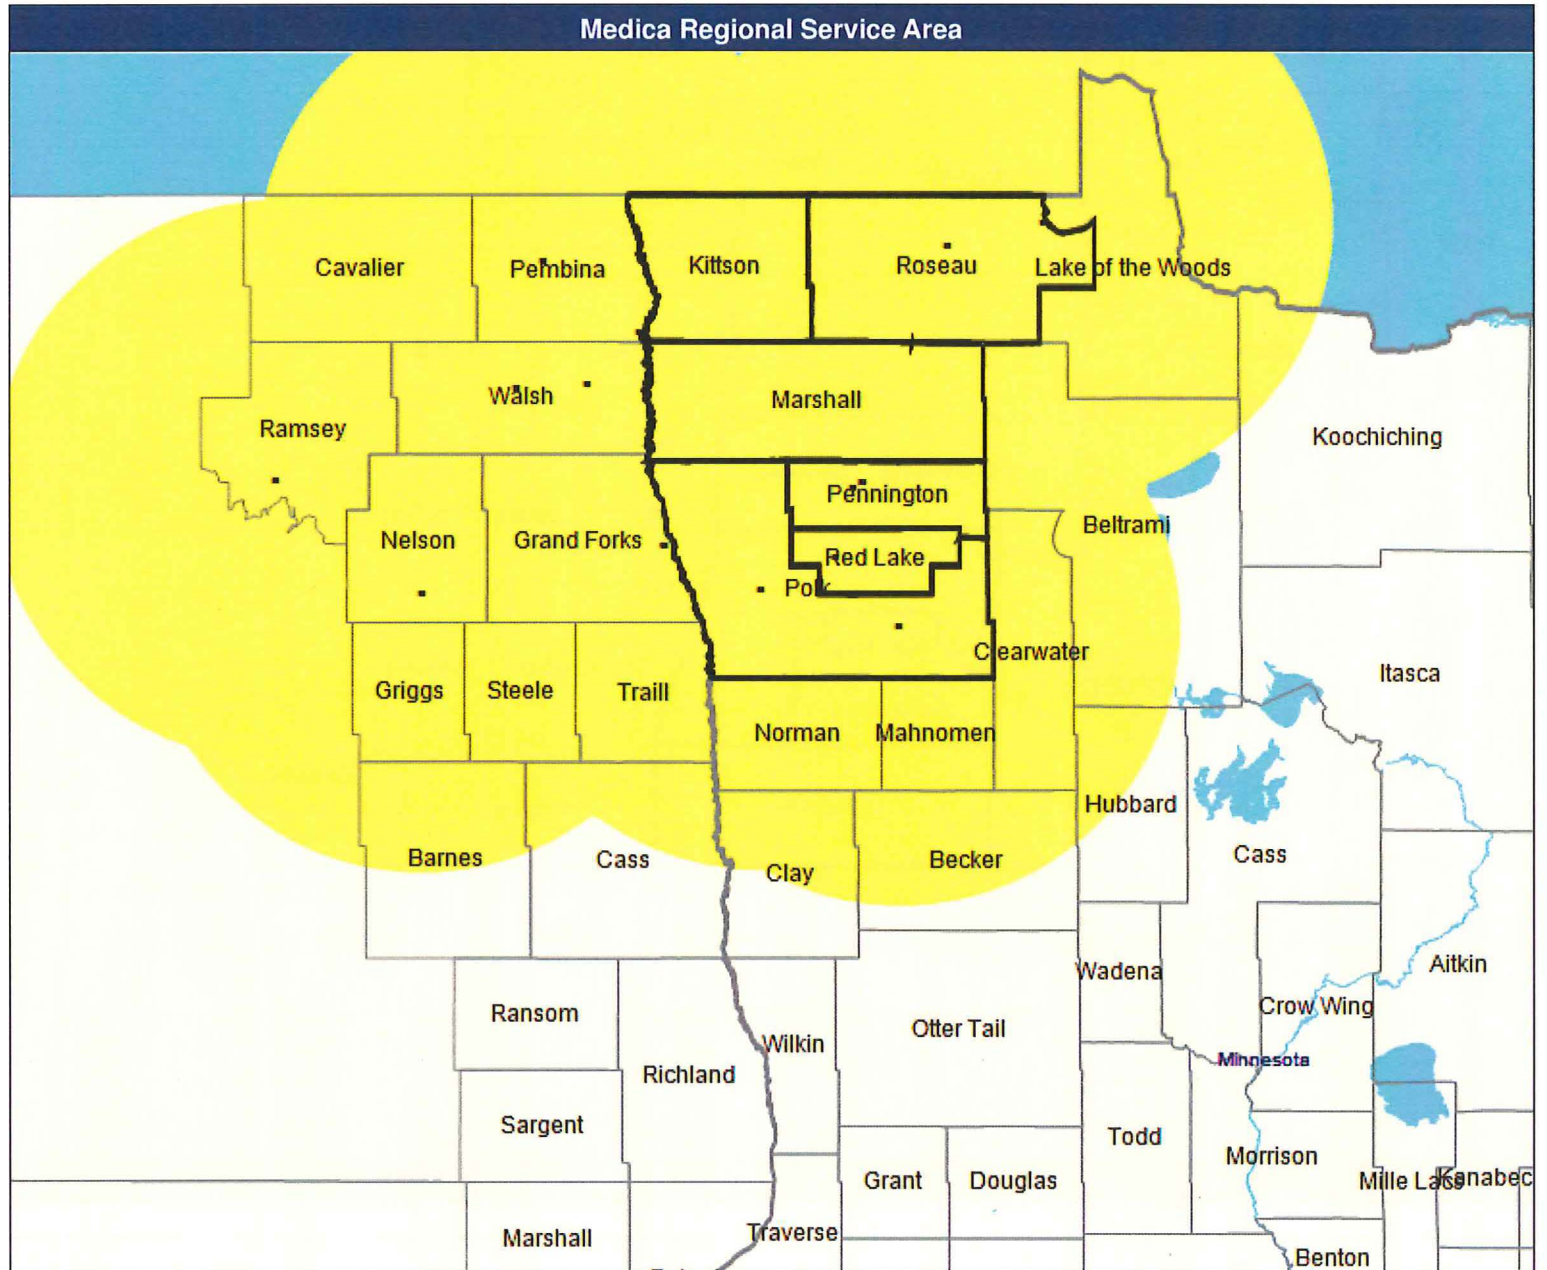 Medica Regional Service Area
Cavalier
Pembina
Kittson
Roseau
Lake of the Woods
Walsh
Marshall
Ramsey
Koochiching
Pennington
Nelson
Grand Forks
Beltrami
Red Lake
Polk
Clearwater
Griggs
Steele
Traill
Itasca
Norman
Mahnomen
Hubbard
Barnes
Cass
Clay
Becker
Cass
Wadena
Aitkin
Crow Wing
Ransom
Otter Tail
Wilkin
Minnesota
Richland
Sargent
Todd
Morrison
Grant
Douglas
Mille Lacs
Kanabec
Marshall
Traverse
Benton